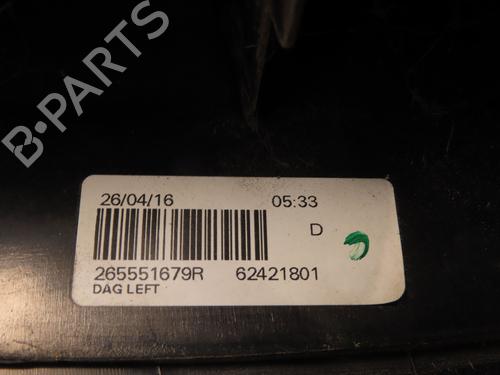 B-PARTS
26/04/16 05:33
D
265551679R 62421801
DAG LEFT